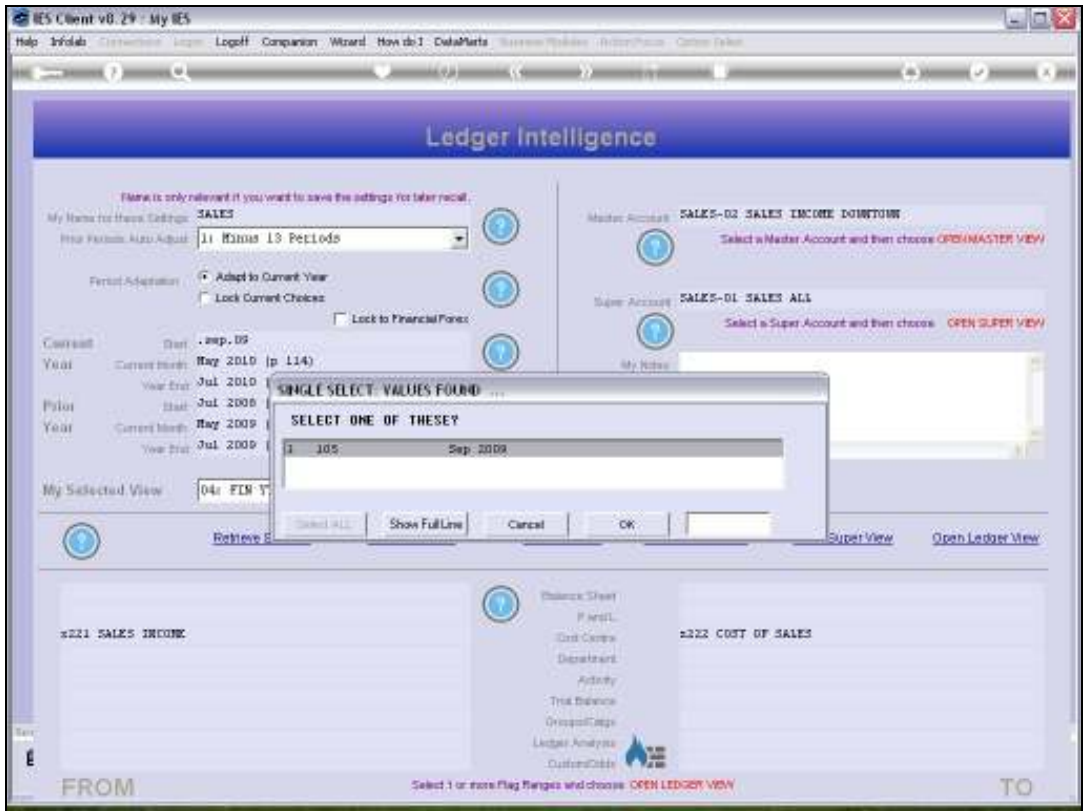 IES Client v8.29 : My IES
Help Infolab Logoff Companion Wizard How do I DataMarts
Ledger Intelligence
Name is only relevant if you want to save the settings for later recall.
My Name for these Settings SALES
Prior Periods Auto Adjust 1: Minus 13 Periods
Period Adaptation Adapt to Current Year
Lock Current Choices
Lock to Financial Forex
Master Account SALES-02 SALES INCOME DOWNTOWN
Select a Master Account and then choose OPEN MASTER VIEW
Super Account SALES-01 SALES ALL
Select a Super Account and then choose OPEN SUPER VIEW
My Notes
Current Start .sep.09
Year Current Month May 2010 (p 114)
Year End Jul 2010
Prior Start Jul 2008
Year Current Month May 2009
Year End Jul 2009
My Selected View 04: FIN Y
SINGLE SELECT: VALUES FOUND ...
SELECT ONE OF THESE?
1 105 Sep 2009
Select ALL Show Full Line Cancel OK
Retrieve
Super View Open Ledger View
Balance Sheet
P and L
x221 SALES INCOME Cost Centre x222 COST OF SALES
Department
Activity
Trial Balance
Ledger Analysis
FROM Select 1 or more Flag Ranges and choose OPEN LEDGER VIEW TO